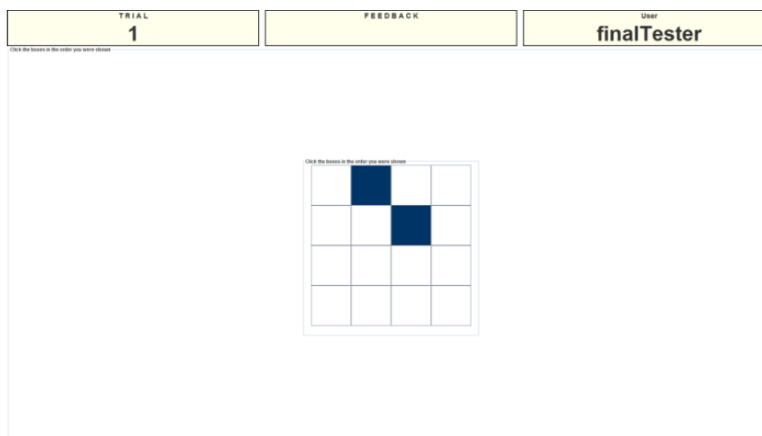 TRIAL
1
FEEDBACK
User
finalTester
Click the boxes in the order you were shown
Click the boxes in the order you were shown